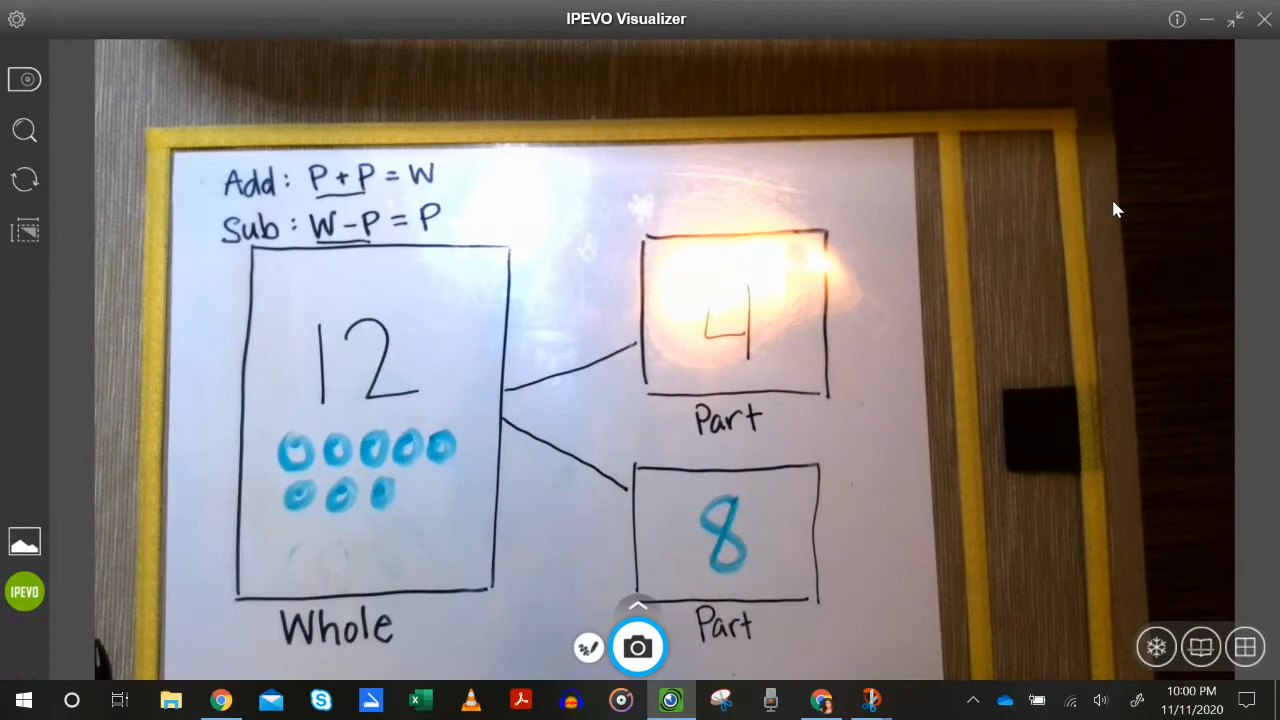 IPEVO Visualizer
Add: P + P = W
Sub: W - P = P
12
4
Part
8
Whole
Part
IPEVO
10:00 PM
11/11/2020